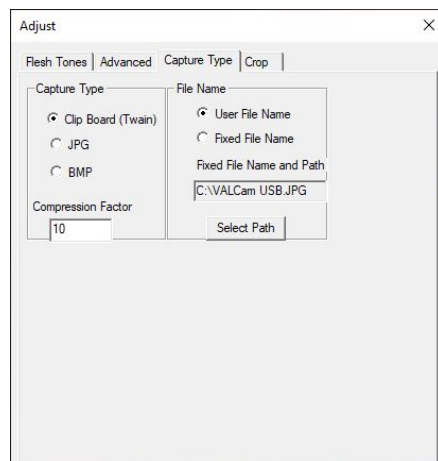 Adjust
Flesh Tones Advanced Capture Type Crop
Capture Type
Clip Board (Twain)
JPG
BMP
Compression Factor
10
File Name
User File Name
Fixed File Name
Fixed File Name and Path
C:\VALCam USB.JPG
Select Path